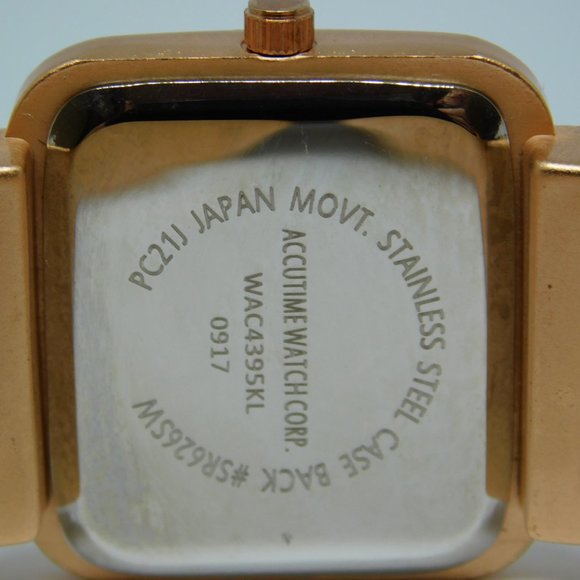 PC21J JAPAN MOVT. STAINLESS STEEL CASE BACK #SR626SW
ACCUTIME WATCH CORP.
WAC4395KL
0917